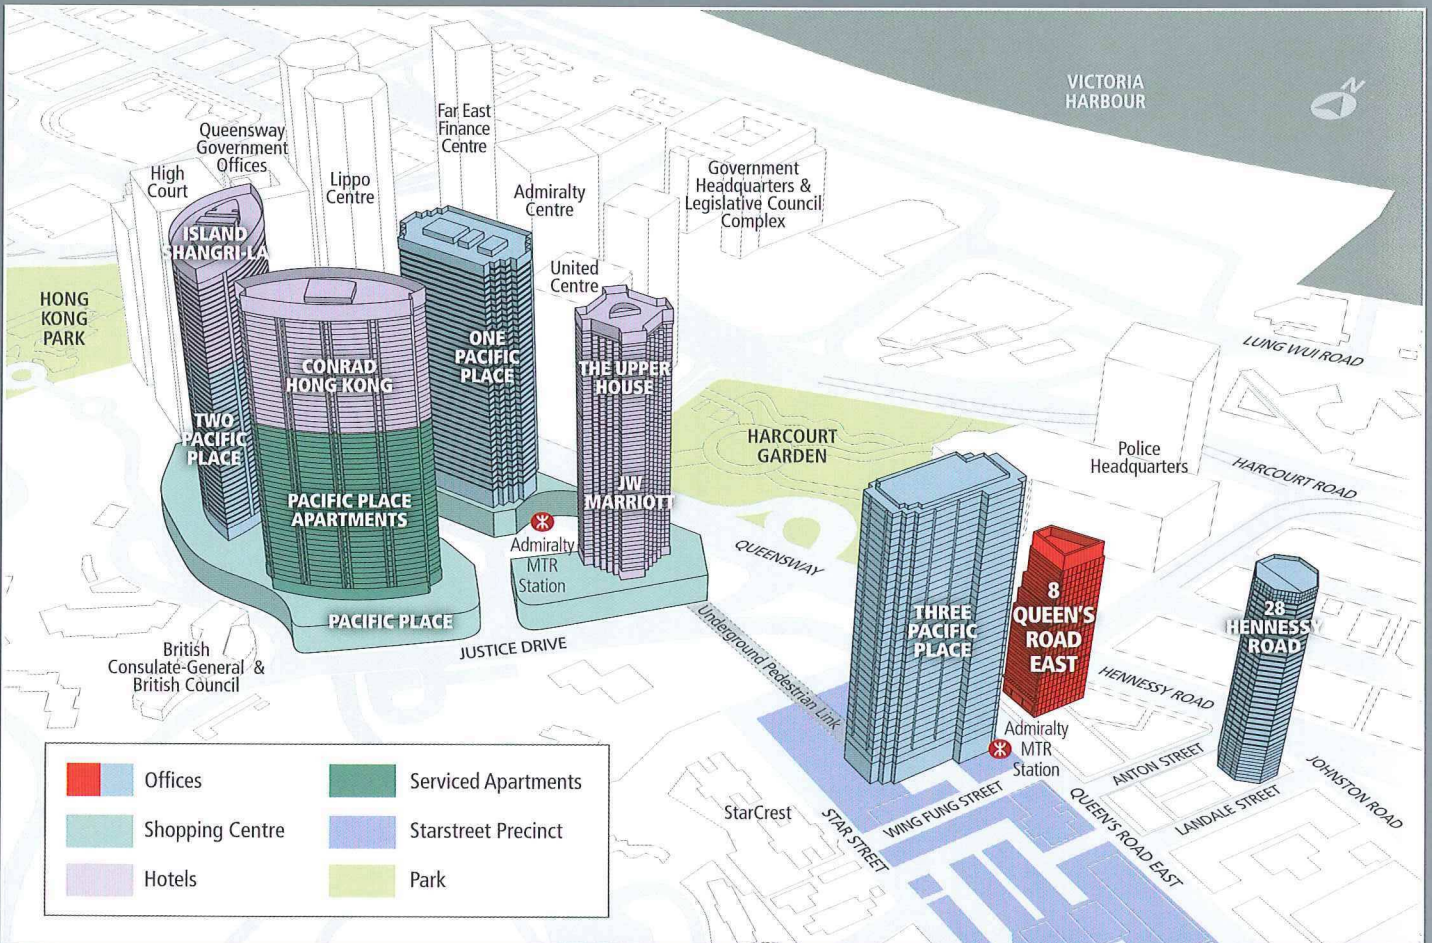 VICTORIA
HARBOUR
N
Far East
Finance
Centre
Queensway
Government
Offices
High
Court
Lippo
Centre
Admiralty
Centre
Government
Headquarters &
Legislative Council
Complex
ISLAND
SHANGRI-LA
United
Centre
HONG
KONG
PARK
ONE
PACIFIC
PLACE
CONRAD
HONG KONG
THE UPPER
HOUSE
LUNG WUI ROAD
TWO
PACIFIC
PLACE
HARCOURT
GARDEN
Police
Headquarters
HARCOURT ROAD
PACIFIC PLACE
APARTMENTS
JW
MARRIOTT
Admiralty
MTR
Station
QUEENSWAY
PACIFIC PLACE
JUSTICE DRIVE
Underground Pedestrian Link
THREE
PACIFIC
PLACE
8
QUEEN'S
ROAD
EAST
28
HENNESSY
ROAD
British
Consulate-General &
British Council
HENNESSY ROAD
Admiralty
MTR
Station
ANTON STREET
JOHNSTON ROAD
LANDALE STREET
WING FUNG STREET
QUEEN'S ROAD EAST
StarCrest
STAR STREET
Offices
Shopping Centre
Hotels
Serviced Apartments
Starstreet Precinct
Park